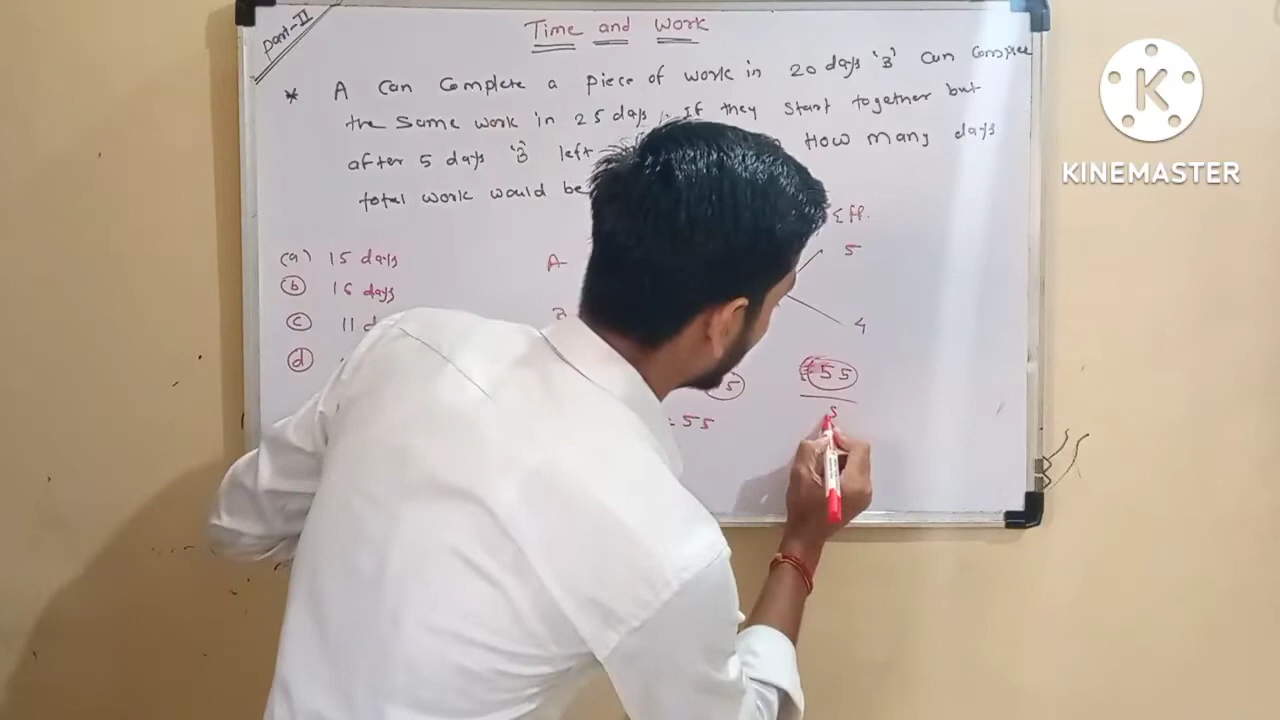 Part-II
Time and Work
* A Can Complete a piece of work in 20 days 'B' Can Complete
the Same work in 25 days. If they Start together but
after 5 days 'B' left How many days
total work would be
Eff.
(a) 15 days
A
5
(b) 16 days
(c) 11 d
B
4
(d)
5
55
= 55
5
K
KINEMASTER